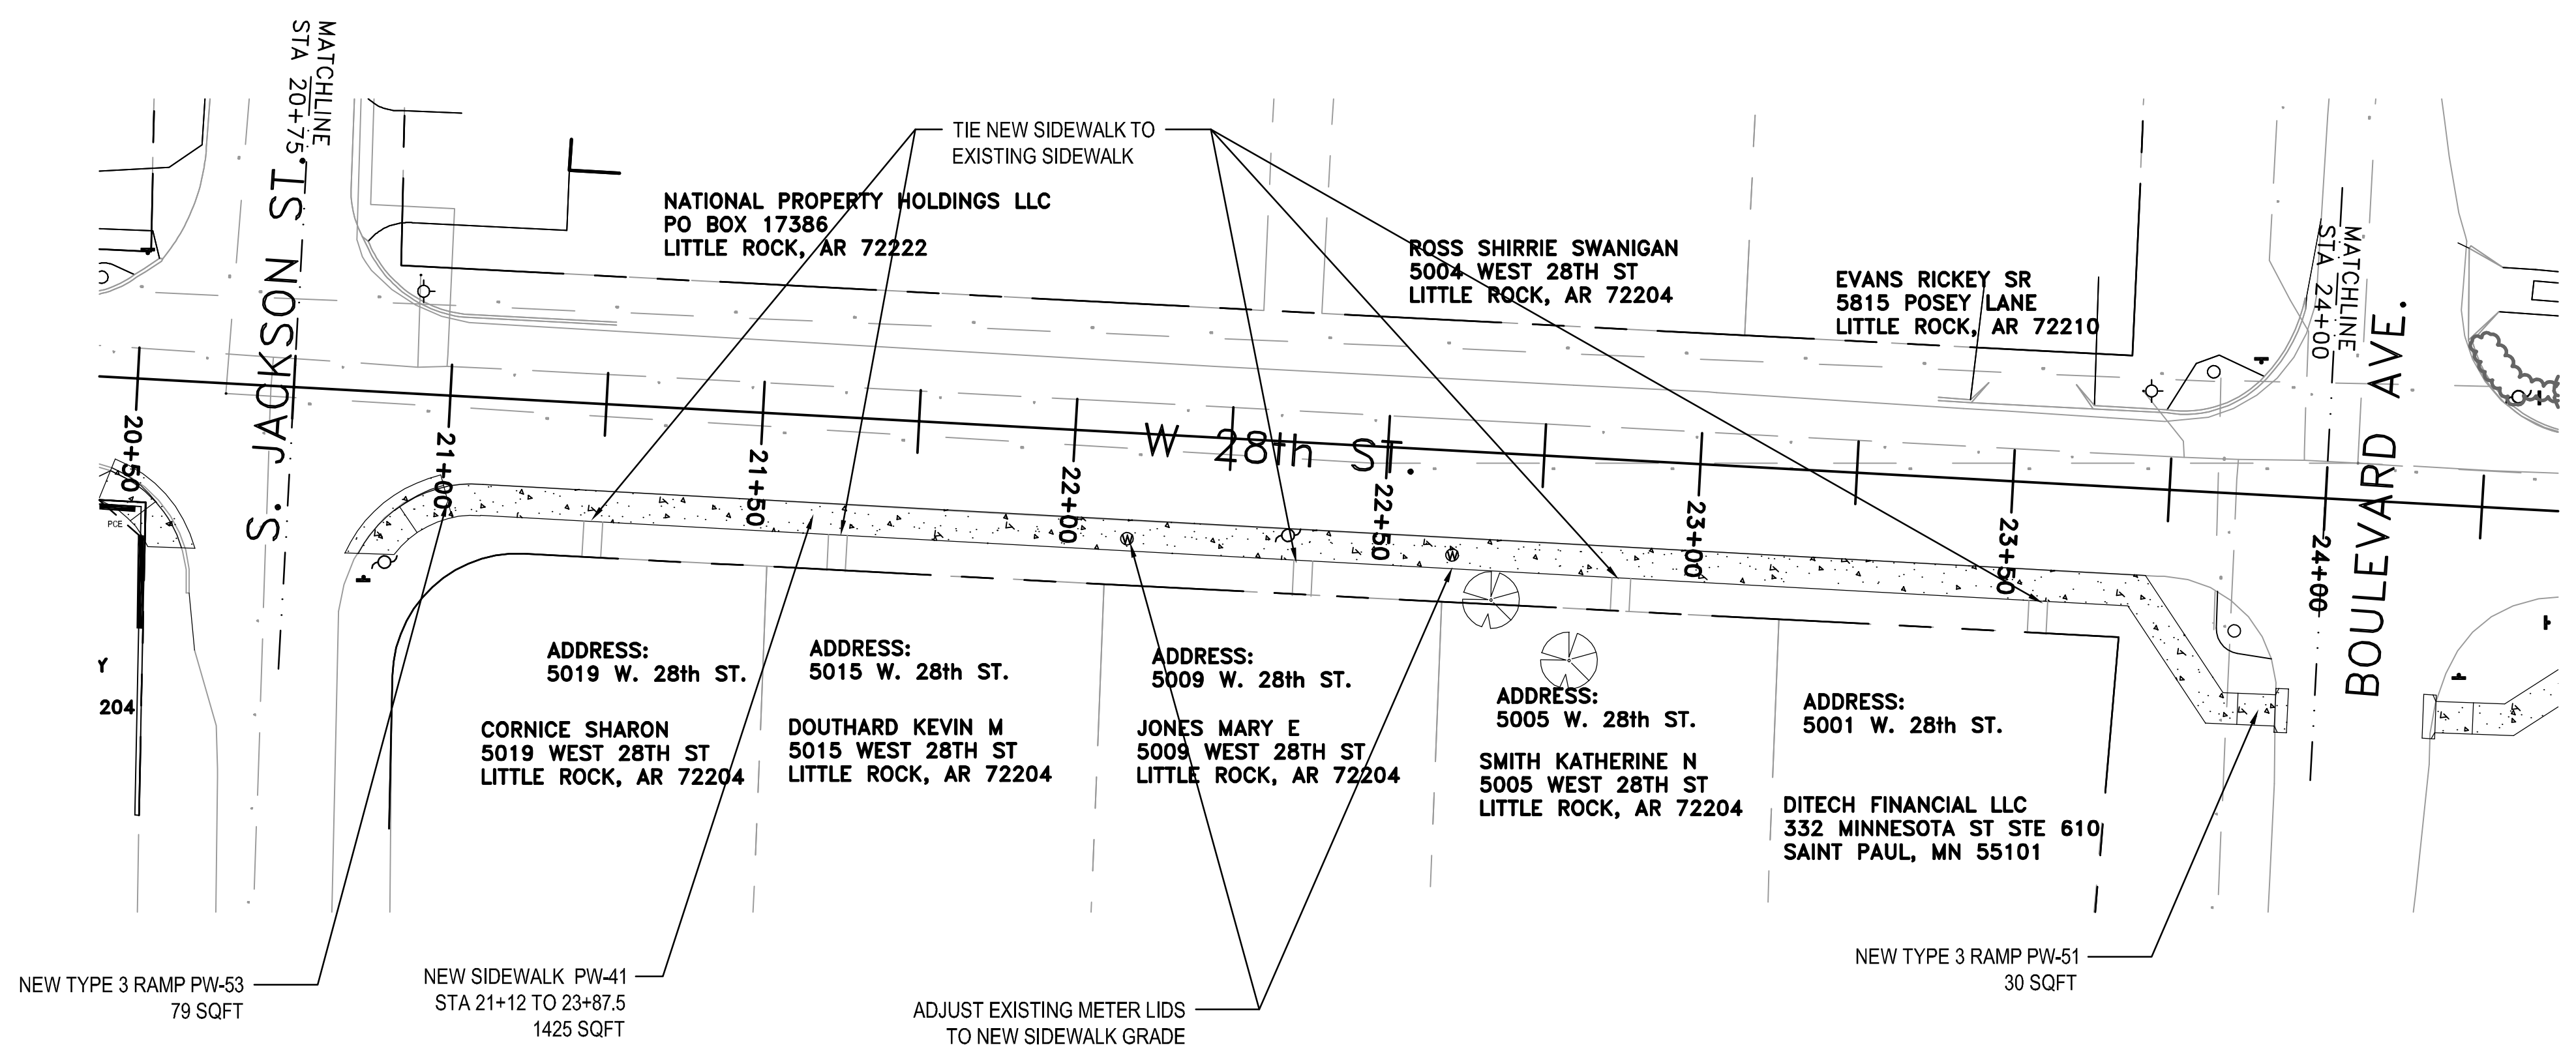 MATCHLINE
STA 20+75
S. JACKSON ST.
TIE NEW SIDEWALK TO
EXISTING SIDEWALK
NATIONAL PROPERTY HOLDINGS LLC
PO BOX 17386
LITTLE ROCK, AR 72222
ROSS SHIRRIE SWANIGAN
5004 WEST 28TH ST
LITTLE ROCK, AR 72204
EVANS RICKEY SR
5815 POSEY LANE
LITTLE ROCK, AR 72210
MATCHLINE
STA 24+00
BOULEVARD AVE.
W 28th ST.
20+50
21+00
21+50
22+00
22+50
23+00
23+50
24+00
PCE
W
W
Y
204
ADDRESS:
5019 W. 28th ST.
CORNICE SHARON
5019 WEST 28TH ST
LITTLE ROCK, AR 72204
ADDRESS:
5015 W. 28th ST.
DOUTHARD KEVIN M
5015 WEST 28TH ST
LITTLE ROCK, AR 72204
ADDRESS:
5009 W. 28th ST.
JONES MARY E
5009 WEST 28TH ST
LITTLE ROCK, AR 72204
ADDRESS:
5005 W. 28th ST.
SMITH KATHERINE N
5005 WEST 28TH ST
LITTLE ROCK, AR 72204
ADDRESS:
5001 W. 28th ST.
DITECH FINANCIAL LLC
332 MINNESOTA ST STE 610
SAINT PAUL, MN 55101
NEW TYPE 3 RAMP PW-53
79 SQFT
NEW SIDEWALK PW-41
STA 21+12 TO 23+87.5
1425 SQFT
ADJUST EXISTING METER LIDS
TO NEW SIDEWALK GRADE
NEW TYPE 3 RAMP PW-51
30 SQFT